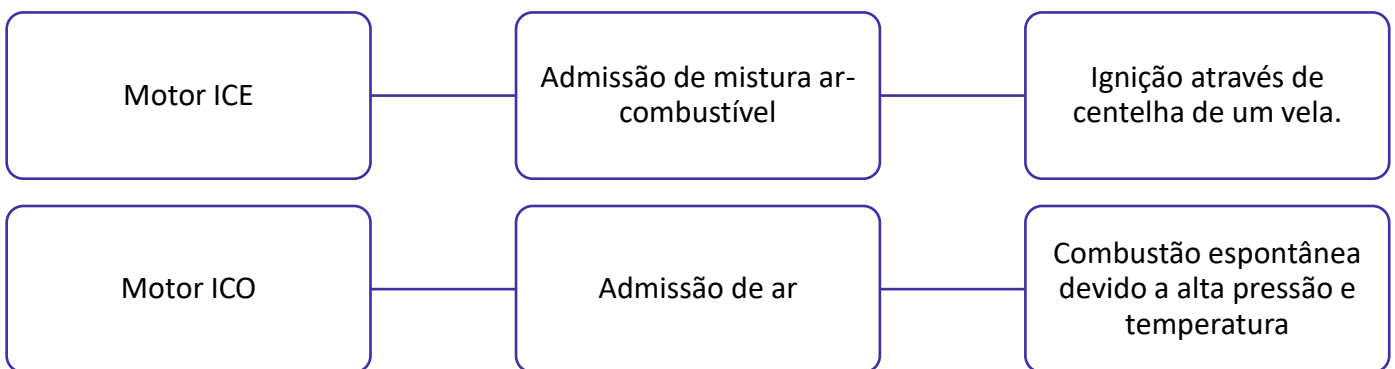 Motor ICE
Admissão de mistura ar-
combustível
Ignição através de
centelha de um vela.
Motor ICO
Admissão de ar
Combustão espontânea
devido a alta pressão e
temperatura